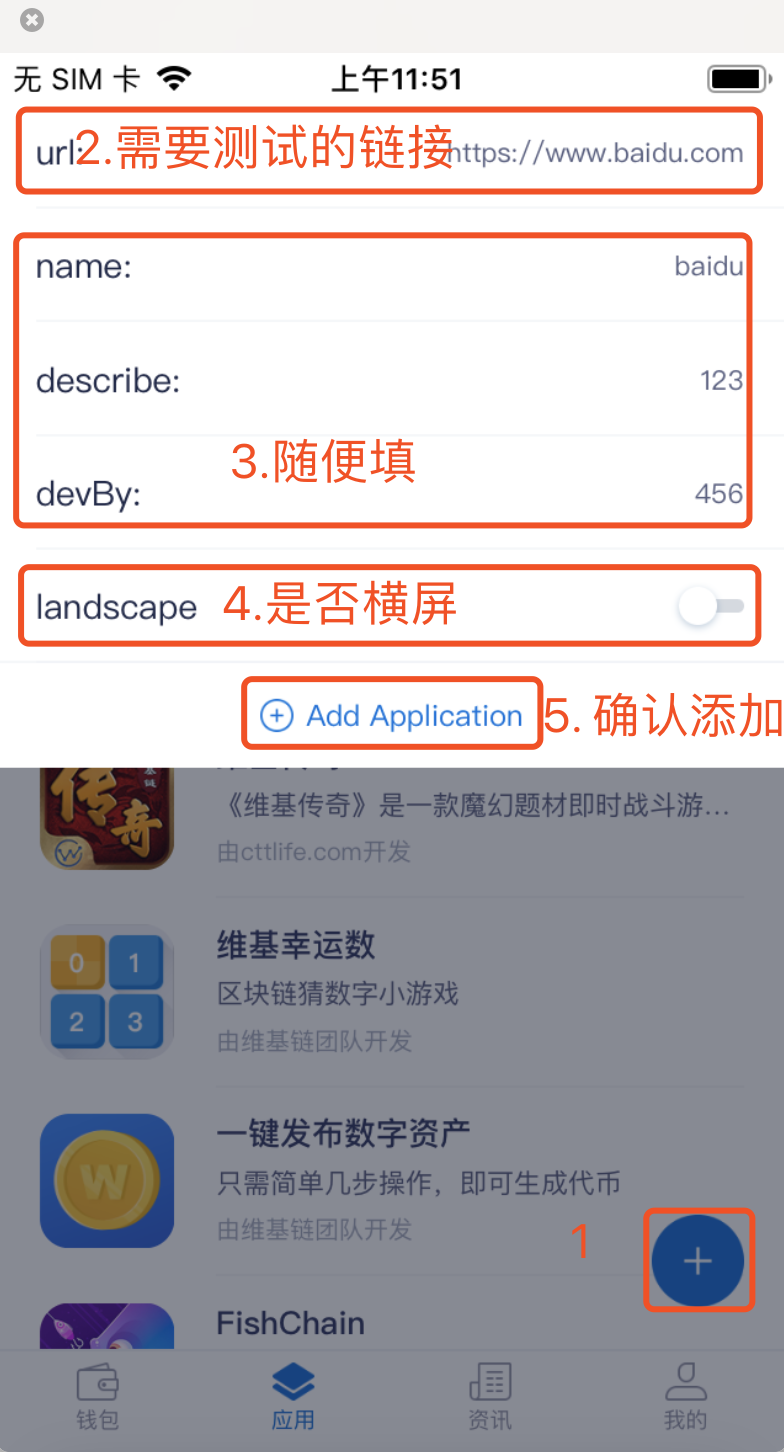 无 SIM 卡
上午11:51
url:
2.需要测试的链接
https://www.baidu.com
name:
baidu
describe:
123
3.随便填
devBy:
456
landscape
4.是否横屏
Add Application
5. 确认添加
传奇
《维基传奇》是一款魔幻题材即时战斗游...
由cttlife.com开发
0 1
2 3
维基幸运数
区块链猜数字小游戏
由维基链团队开发
W
一键发布数字资产
只需简单几步操作，即可生成代币
由维基链团队开发
1
FishChain
钱包
应用
资讯
我的